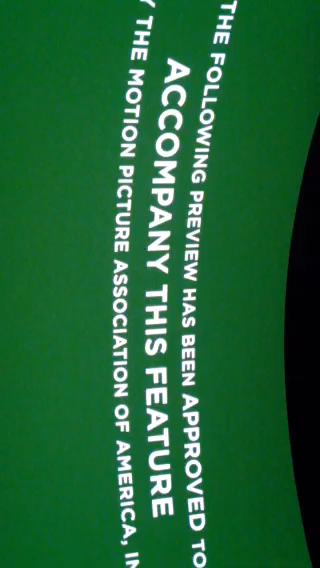 THE FOLLOWING PREVIEW HAS BEEN APPROVED TO
ACCOMPANY THIS FEATURE
THE MOTION PICTURE ASSOCIATION OF AMERICA,